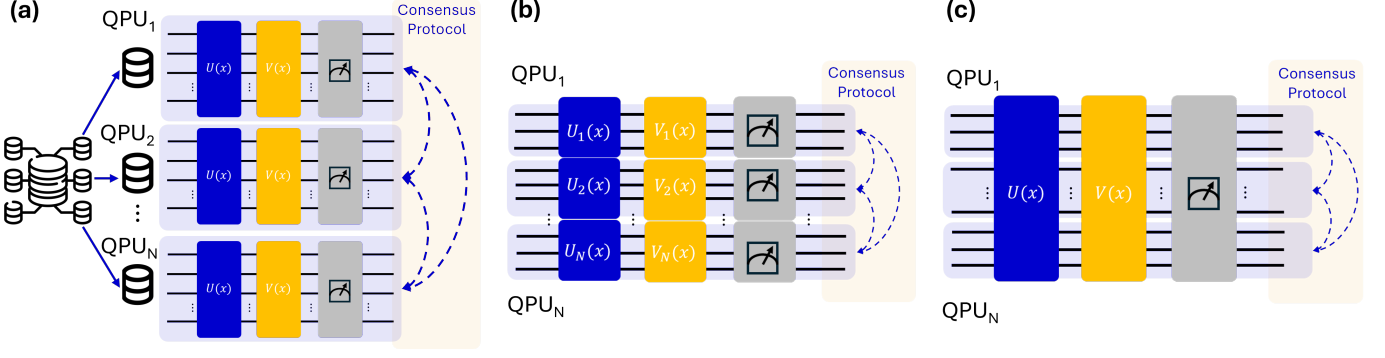 (a)
QPU1
Consensus
Protocol
U(x)
V(x)
⋮
⋮
⋮
⋮
QPU2
U(x)
V(x)
⋮
⋮
⋮
⋮
⋮
QPUN
U(x)
V(x)
⋮
⋮
⋮
⋮
(b)
QPU1
Consensus
Protocol
U1(x)
V1(x)
U2(x)
V2(x)
⋮
⋮
⋮
⋮
UN(x)
VN(x)
QPUN
(c)
QPU1
Consensus
Protocol
⋮
U(x)
⋮
V(x)
⋮
⋮
QPUN